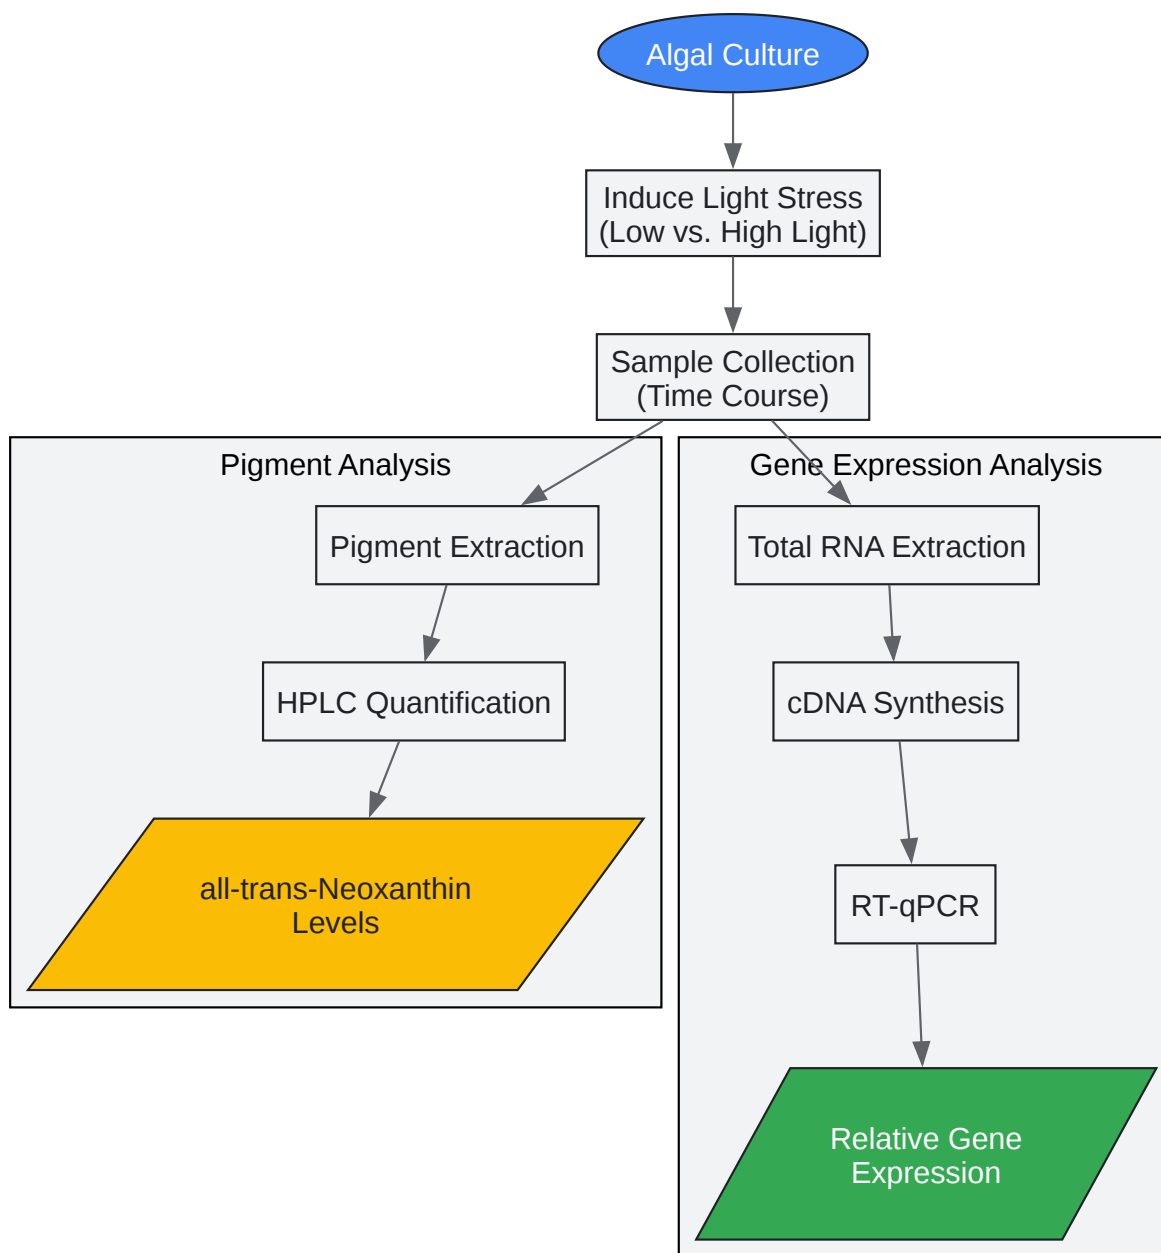 Algal Culture
Induce Light Stress
(Low vs. High Light)
Sample Collection
(Time Course)
Pigment Analysis
Pigment Extraction
HPLC Quantification
all-trans-Neoxanthin
Levels
Gene Expression Analysis
Total RNA Extraction
cDNA Synthesis
RT-qPCR
Relative Gene
Expression